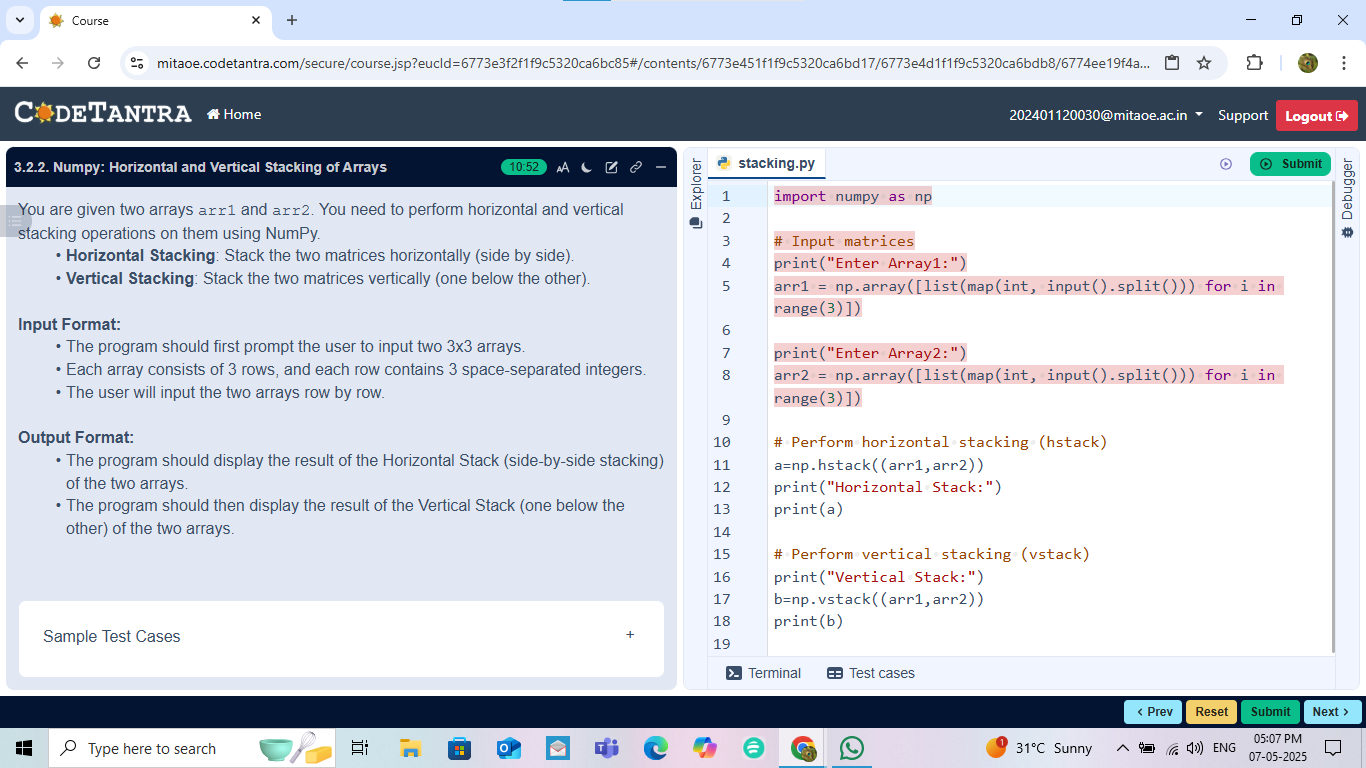 Course
mitaoe.codetantra.com/secure/course.jsp?eucId=6773e3f2f1f9c5320ca6bc85#/contents/6773e451f1f9c5320ca6bd17/6773e4d1f1f9c5320ca6bdb8/6774ee19f4a...
CODETANTRA
Home
202401120030@mitaoe.ac.in
Support
Logout
3.2.2. Numpy: Horizontal and Vertical Stacking of Arrays
10:52
AA
You are given two arrays arr1 and arr2. You need to perform horizontal and vertical
stacking operations on them using NumPy.
• Horizontal Stacking: Stack the two matrices horizontally (side by side).
• Vertical Stacking: Stack the two matrices vertically (one below the other).
Input Format:
• The program should first prompt the user to input two 3x3 arrays.
• Each array consists of 3 rows, and each row contains 3 space-separated integers.
• The user will input the two arrays row by row.
Output Format:
• The program should display the result of the Horizontal Stack (side-by-side stacking)
of the two arrays.
• The program should then display the result of the Vertical Stack (one below the
other) of the two arrays.
Sample Test Cases
+
Explorer
stacking.py
Submit
Debugger
1 import numpy as np
2
3 # Input matrices
4 print("Enter Array1:")
5 arr1 = np.array([list(map(int, input().split())) for i in
range(3)])
6
7 print("Enter Array2:")
8 arr2 = np.array([list(map(int, input().split())) for i in
range(3)])
9
10 # Perform horizontal stacking (hstack)
11 a=np.hstack((arr1,arr2))
12 print("Horizontal Stack:")
13 print(a)
14
15 # Perform vertical stacking (vstack)
16 print("Vertical Stack:")
17 b=np.vstack((arr1,arr2))
18 print(b)
19
Terminal
Test cases
< Prev
Reset
Submit
Next >
Type here to search
1
31°C Sunny
ENG
05:07 PM
07-05-2025